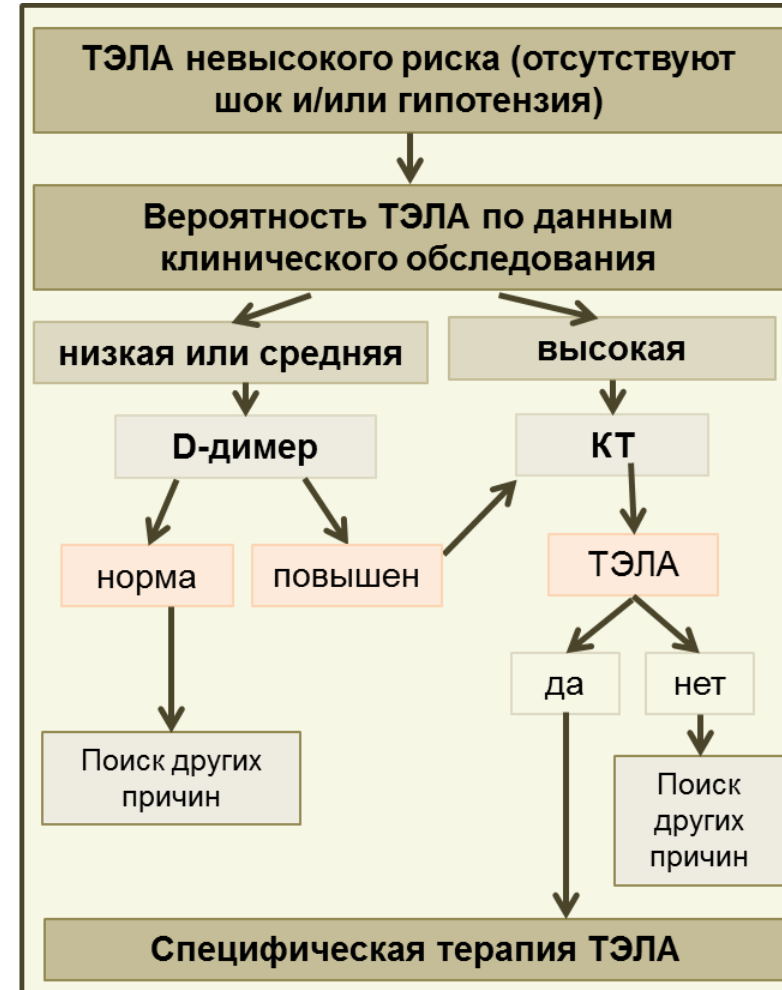 ТЭЛА невысокого риска (отсутствуют
шок и/или гипотензия)
Вероятность ТЭЛА по данным
клинического обследования
низкая или средняя
высокая
D-димер
КТ
норма
повышен
ТЭЛА
да
нет
Поиск других
причин
Поиск
других
причин
Специфическая терапия ТЭЛА